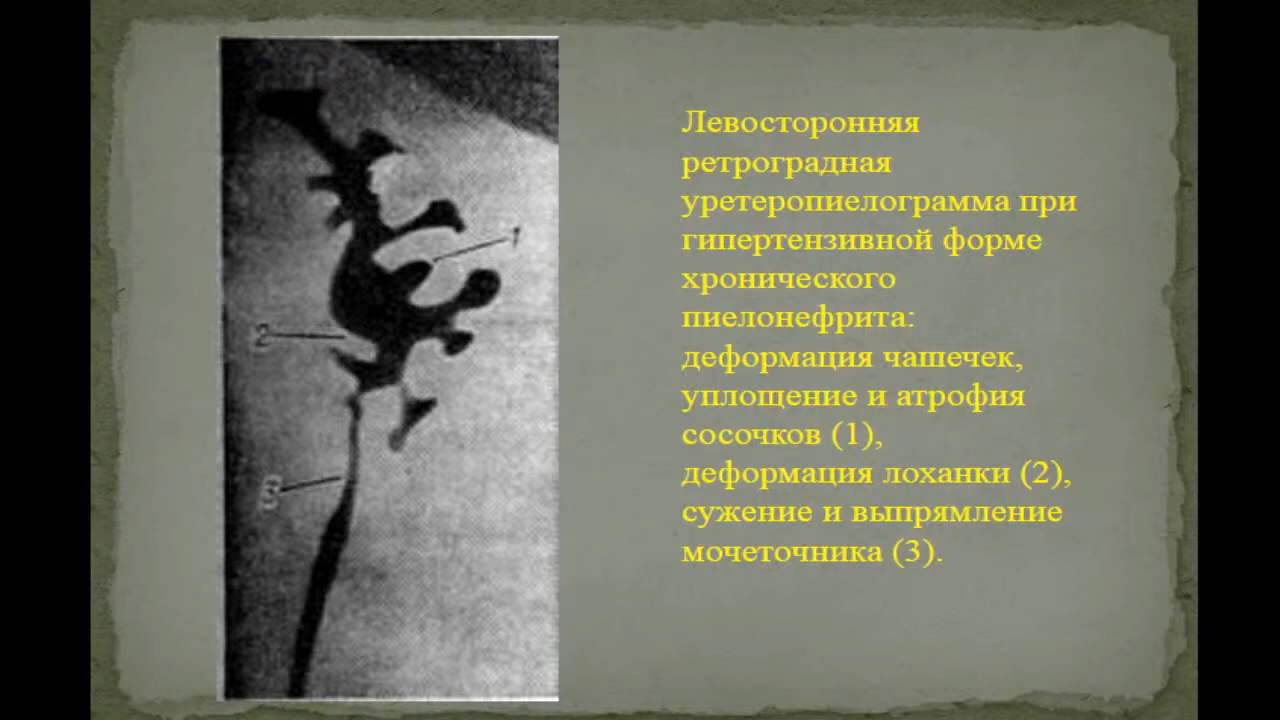 Левосторонняя
ретроградная
уретеропиелограмма при
гипертензивной форме
хронического
пиелонефрита:
деформация чашечек,
уплощение и атрофия
сосочков (1),
деформация лоханки (2),
сужение и выпрямление
мочеточника (3).
1
2
3